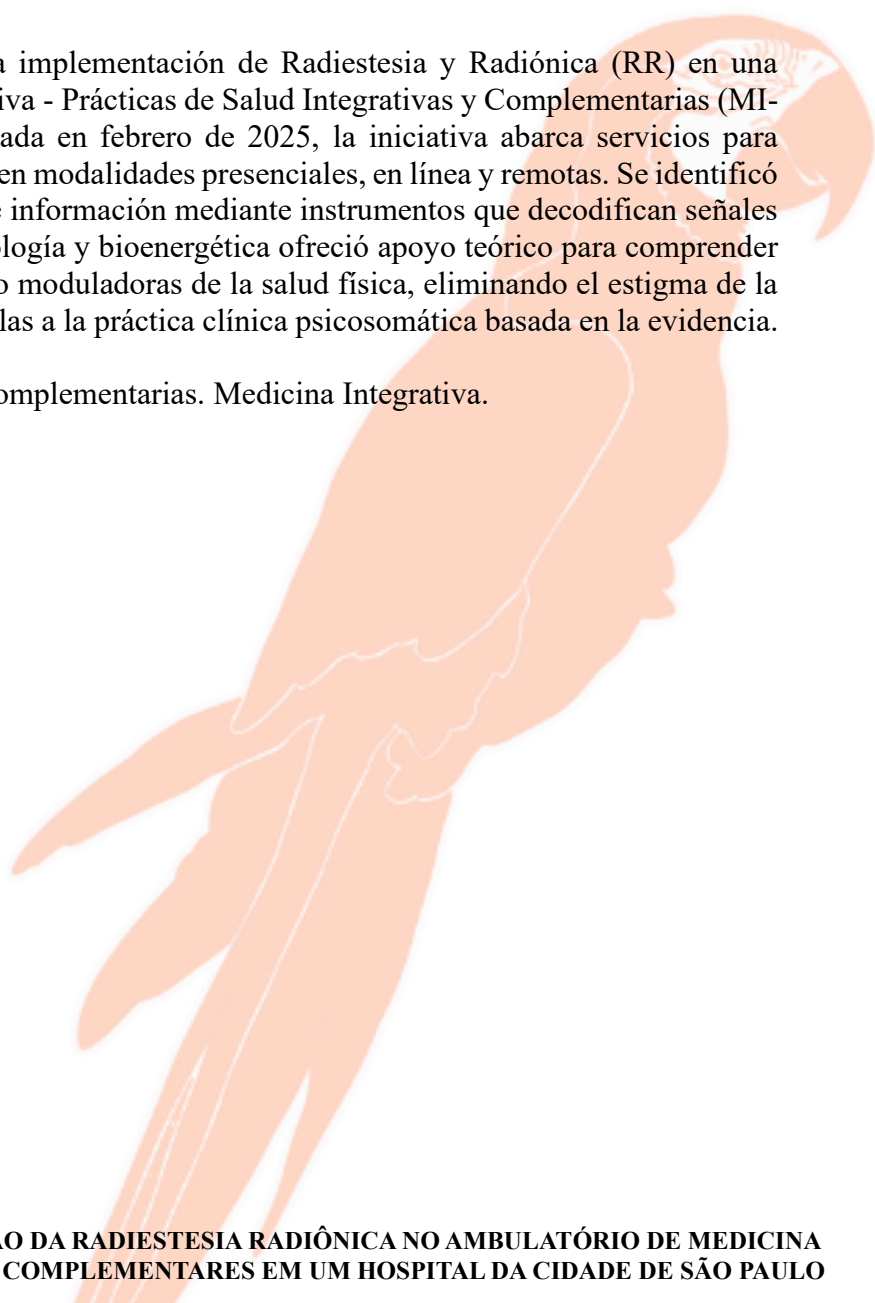 a implementación de Radiestesia y Radiónica (RR) en una
iva - Prácticas de Salud Integrativas y Complementarias (MI-
ada en febrero de 2025, la iniciativa abarca servicios para
en modalidades presenciales, en línea y remotas. Se identificó
e información mediante instrumentos que decodifican señales
ología y bioenergética ofreció apoyo teórico para comprender
o moduladoras de la salud física, eliminando el estigma de la
las a la práctica clínica psicosomática basada en la evidencia.
omplementarias. Medicina Integrativa.
ÃO DA RADIESTESIA RADIÔNICA NO AMBULATÓRIO DE MEDICINA
COMPLEMENTARES EM UM HOSPITAL DA CIDADE DE SÃO PAULO